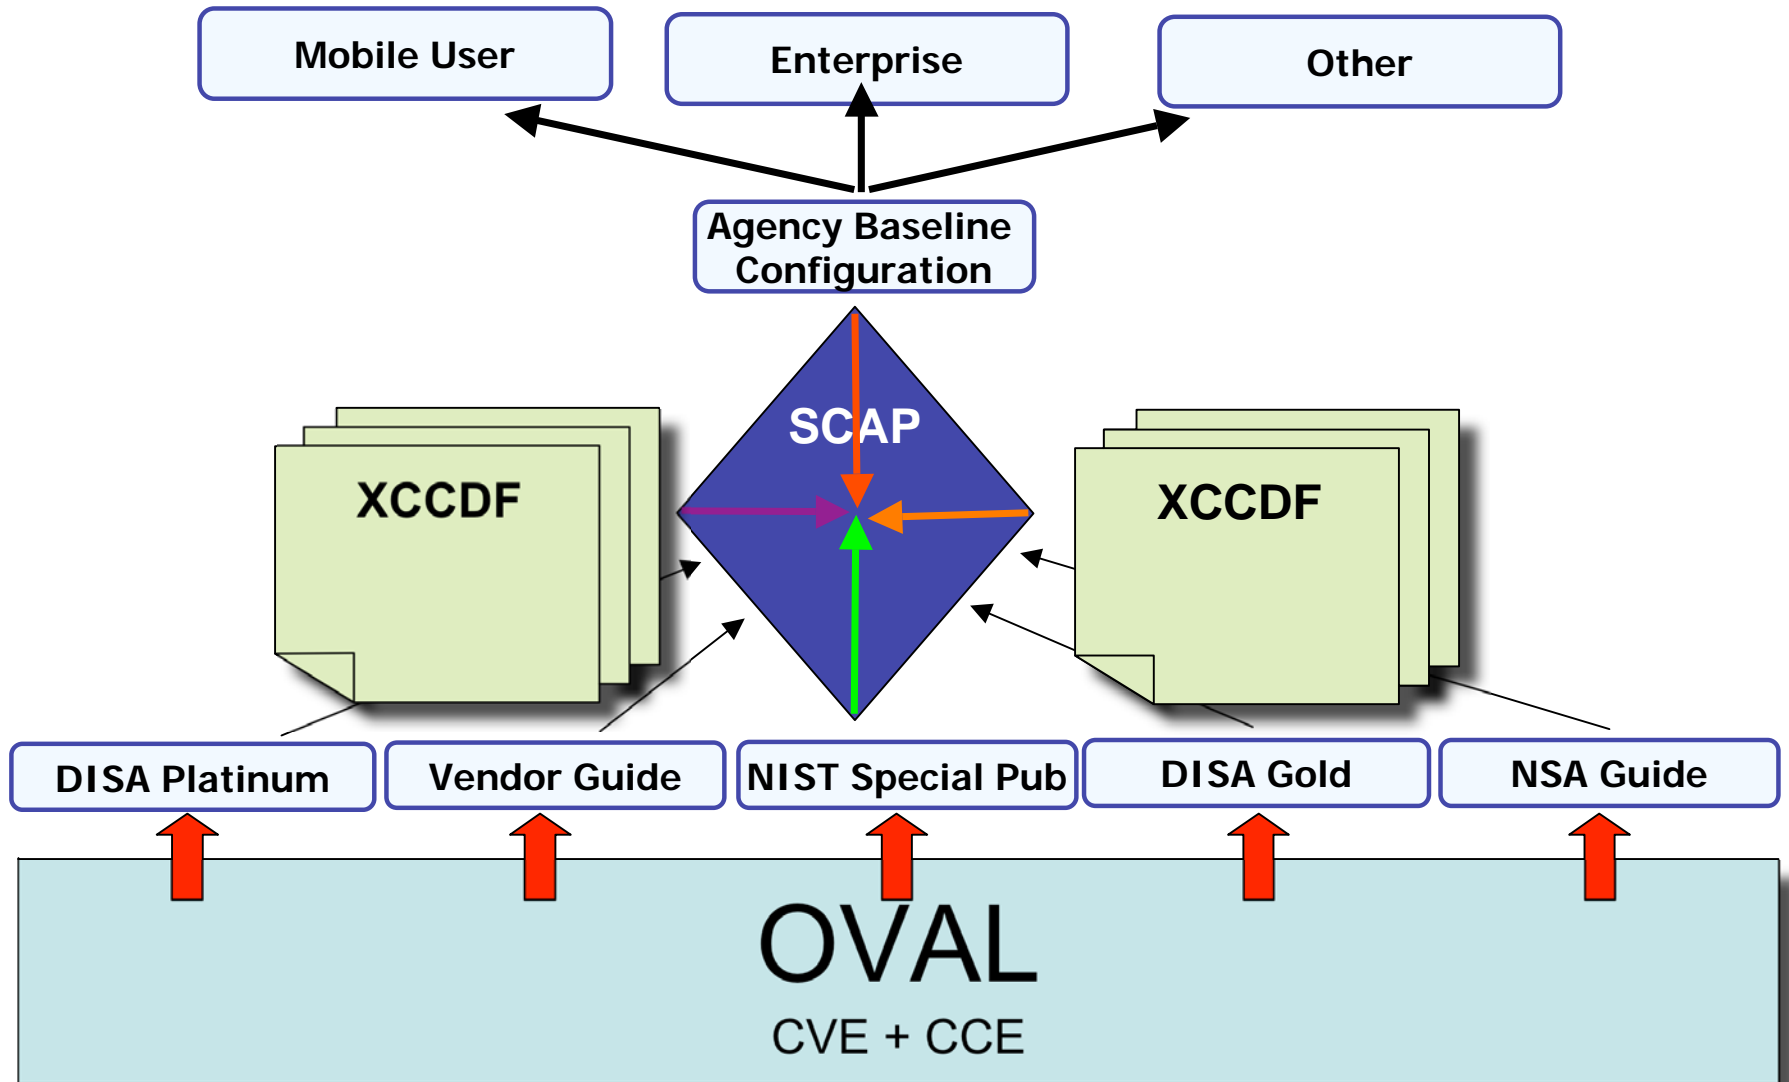 Mobile User
Enterprise
Other
Agency Baseline
Configuration
SCAP
XCCDF
XCCDF
DISA Platinum
Vendor Guide
NIST Special Pub
DISA Gold
NSA Guide
OVAL
CVE + CCE